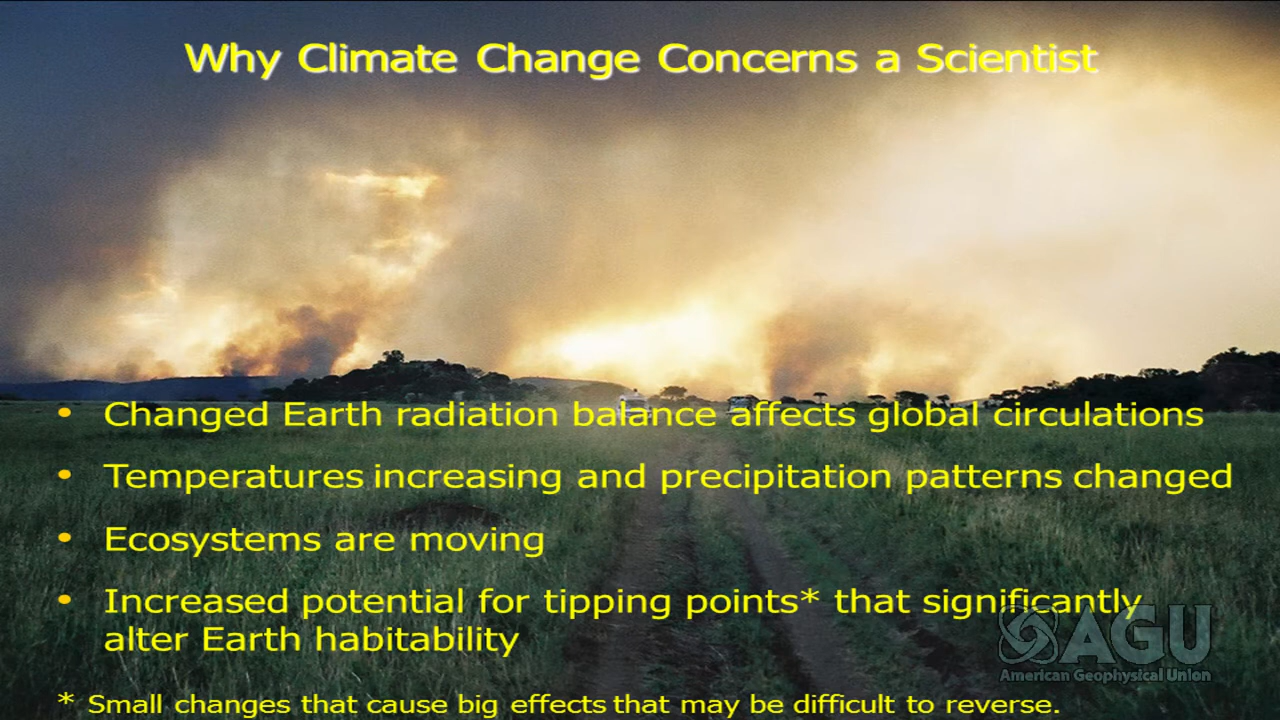 Why Climate Change Concerns a Scientist
• Changed Earth radiation balance affects global circulations
• Temperatures increasing and precipitation patterns changed
• Ecosystems are moving
• Increased potential for tipping points* that significantly
alter Earth habitability
AGU
American Geophysical Union
* Small changes that cause big effects that may be difficult to reverse.